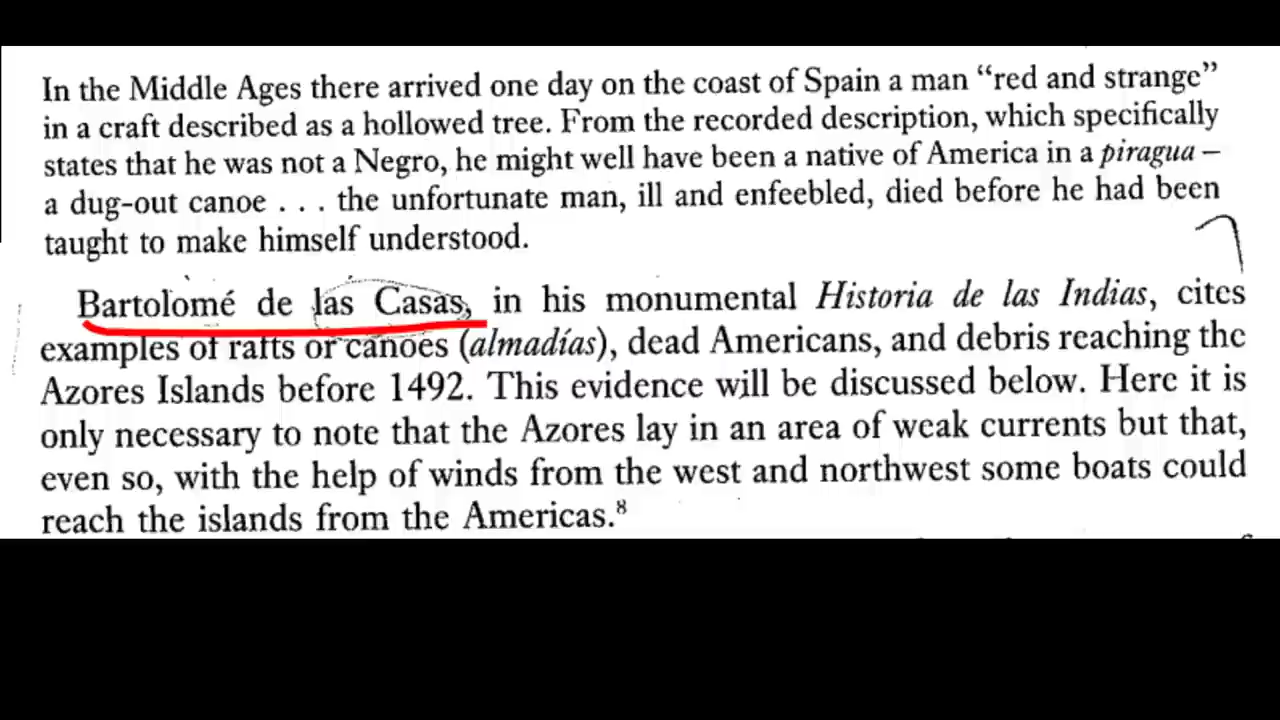 In the Middle Ages there arrived one day on the coast of Spain a man “red and strange”
in a craft described as a hollowed tree. From the recorded description, which specifically
states that he was not a Negro, he might well have been a native of America in a piragua –
a dug-out canoe . . . the unfortunate man, ill and enfeebled, died before he had been
taught to make himself understood.
Bartolomé de las Casas, in his monumental Historia de las Indias, cites
examples of rafts or canoes (almadías), dead Americans, and debris reaching the
Azores Islands before 1492. This evidence will be discussed below. Here it is
only necessary to note that the Azores lay in an area of weak currents but that,
even so, with the help of winds from the west and northwest some boats could
reach the islands from the Americas.⁸